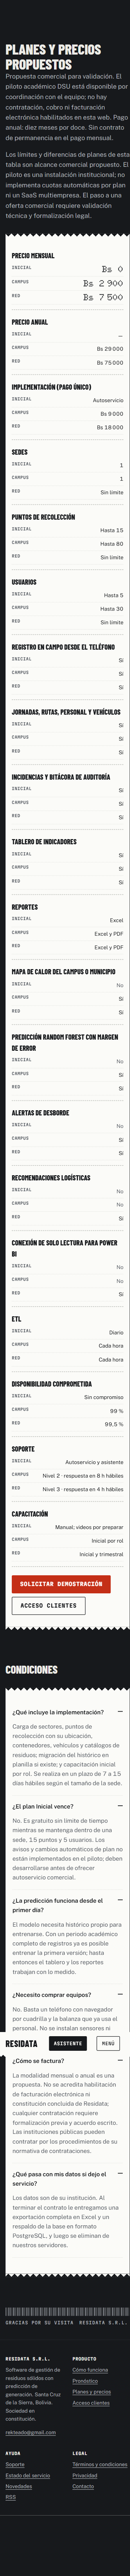 PLANES Y PRECIOS
PROPUESTOS
Propuesta comercial para validación. El
piloto académico DSU está disponible por
coordinación con el equipo; no hay
contratación, cobro ni facturación
electrónica habilitados en esta web. Pago
anual: diez meses por doce. Sin contrato
de permanencia en el pago mensual.
Los límites y diferencias de planes de esta
tabla son alcance comercial propuesto. El
piloto es una instalación institucional; no
implementa cuotas automáticas por plan
ni un SaaS multiempresa. El paso a una
oferta comercial requiere validación
técnica y formalización legal.
PRECIO MENSUAL
INICIAL Bs 0
CAMPUS Bs 2 900
RED Bs 7 500
PRECIO ANUAL
INICIAL —
CAMPUS Bs 29 000
RED Bs 75 000
IMPLEMENTACIÓN (PAGO ÚNICO)
INICIAL Autoservicio
CAMPUS Bs 9 000
RED Bs 18 000
SEDES
INICIAL 1
CAMPUS 1
RED Sin límite
PUNTOS DE RECOLECCIÓN
INICIAL Hasta 15
CAMPUS Hasta 80
RED Sin límite
USUARIOS
INICIAL Hasta 5
CAMPUS Hasta 30
RED Sin límite
REGISTRO EN CAMPO DESDE EL TELÉFONO
INICIAL Sí
CAMPUS Sí
RED Sí
JORNADAS, RUTAS, PERSONAL Y VEHÍCULOS
INICIAL Sí
CAMPUS Sí
RED Sí
INCIDENCIAS Y BITÁCORA DE AUDITORÍA
INICIAL Sí
CAMPUS Sí
RED Sí
TABLERO DE INDICADORES
INICIAL Sí
CAMPUS Sí
RED Sí
REPORTES
INICIAL Excel
CAMPUS Excel y PDF
RED Excel y PDF
MAPA DE CALOR DEL CAMPUS O MUNICIPIO
INICIAL No
CAMPUS Sí
RED Sí
PREDICCIÓN RANDOM FOREST CON MARGEN
DE ERROR
INICIAL No
CAMPUS Sí
RED Sí
ALERTAS DE DESBORDE
INICIAL No
CAMPUS Sí
RED Sí
RECOMENDACIONES LOGÍSTICAS
INICIAL No
CAMPUS No
RED Sí
CONEXIÓN DE SOLO LECTURA PARA POWER
BI
INICIAL No
CAMPUS No
RED Sí
ETL
INICIAL Diario
CAMPUS Cada hora
RED Cada hora
DISPONIBILIDAD COMPROMETIDA
INICIAL Sin compromiso
CAMPUS 99 %
RED 99,5 %
SOPORTE
INICIAL Autoservicio y asistente
CAMPUS Nivel 2 · respuesta en 8 h hábiles
RED Nivel 3 · respuesta en 4 h hábiles
CAPACITACIÓN
INICIAL Manual; videos por preparar
CAMPUS Inicial por rol
RED Inicial y trimestral
SOLICITAR DEMOSTRACIÓN
ACCESO CLIENTES
CONDICIONES
¿Qué incluye la implementación? —
Carga de sectores, puntos de
recolección con su ubicación,
contenedores, vehículos y catálogos de
residuos; migración del histórico en
planilla si existe; y capacitación inicial
por rol. Se realiza en un plazo de 7 a 15
días hábiles según el tamaño de la sede.
¿El plan Inicial vence? —
No. Es gratuito sin límite de tiempo
mientras se mantenga dentro de una
sede, 15 puntos y 5 usuarios. Los
avisos y cambios automáticos de plan no
están implementados en el piloto; deben
desarrollarse antes de ofrecer
autoservicio comercial.
¿La predicción funciona desde el
primer día? —
El modelo necesita histórico propio para
entrenarse. Con un período académico
completo de registros ya es posible
entrenar la primera versión; hasta
entonces el tablero y los reportes
trabajan con lo medido.
¿Necesito comprar equipos? —
No. Basta un teléfono con navegador
por cuadrilla y la balanza que ya usa el
personal. No se instalan sensores ni
RESIDATA ASISTENTE MENÚ
¿Cómo se factura? —
La modalidad mensual o anual es una
propuesta. No se ha habilitado
facturación electrónica ni hay
constitución concluida de Residata;
cualquier contratación requiere
formalización previa y acuerdo escrito.
Las instituciones públicas pueden
contratar por los procedimientos de su
normativa de contrataciones.
¿Qué pasa con mis datos si dejo el
servicio? —
Los datos son de su institución. Al
terminar el contrato le entregamos una
exportación completa en Excel y un
respaldo de la base en formato
PostgreSQL, y luego se eliminan de
nuestros servidores.
GRACIAS POR SU VISITA RESIDATA S.R.L.
RESIDATA S.R.L.
Software de gestión de
residuos sólidos con
predicción de
generación. Santa Cruz
de la Sierra, Bolivia.
Sociedad en
constitución.
rekteado@gmail.com
PRODUCTO
Cómo funciona
Pronóstico
Planes y precios
Acceso clientes
AYUDA
Soporte
Estado del servicio
Novedades
RSS
LEGAL
Términos y condiciones
Privacidad
Contacto